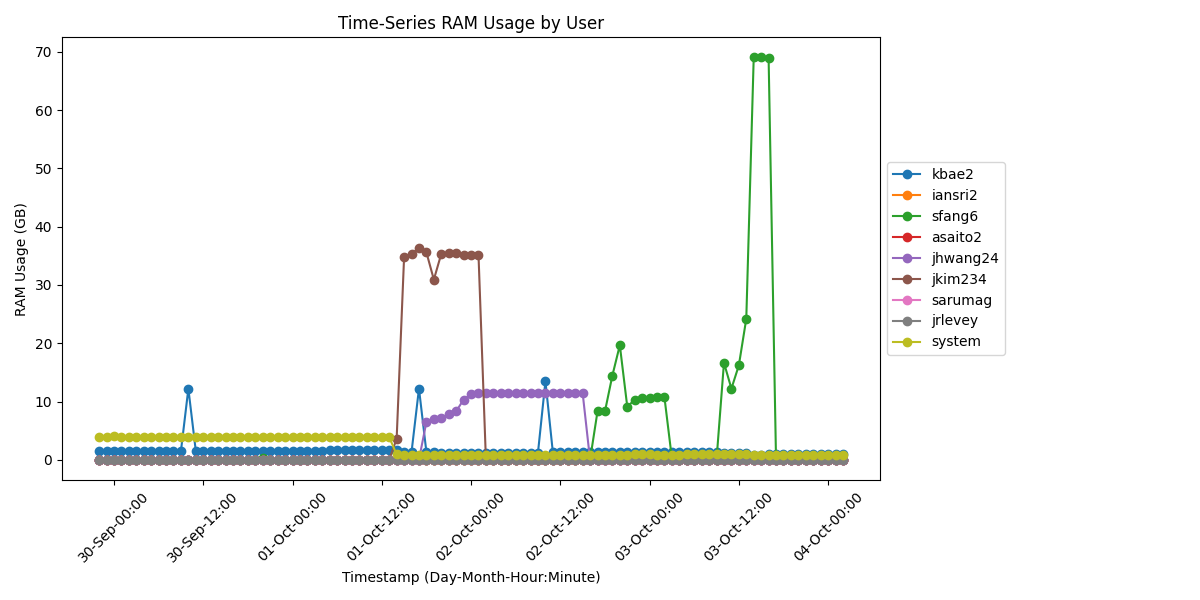 Time-Series RAM Usage by User
70
60
50
40
30
20
10
0
RAM Usage (GB)
30-Sep-00:00
30-Sep-12:00
01-Oct-00:00
01-Oct-12:00
02-Oct-00:00
02-Oct-12:00
03-Oct-00:00
03-Oct-12:00
04-Oct-00:00
Timestamp (Day-Month-Hour:Minute)
kbae2
iansri2
sfang6
asaito2
jhwang24
jkim234
sarumag
jrlevey
system